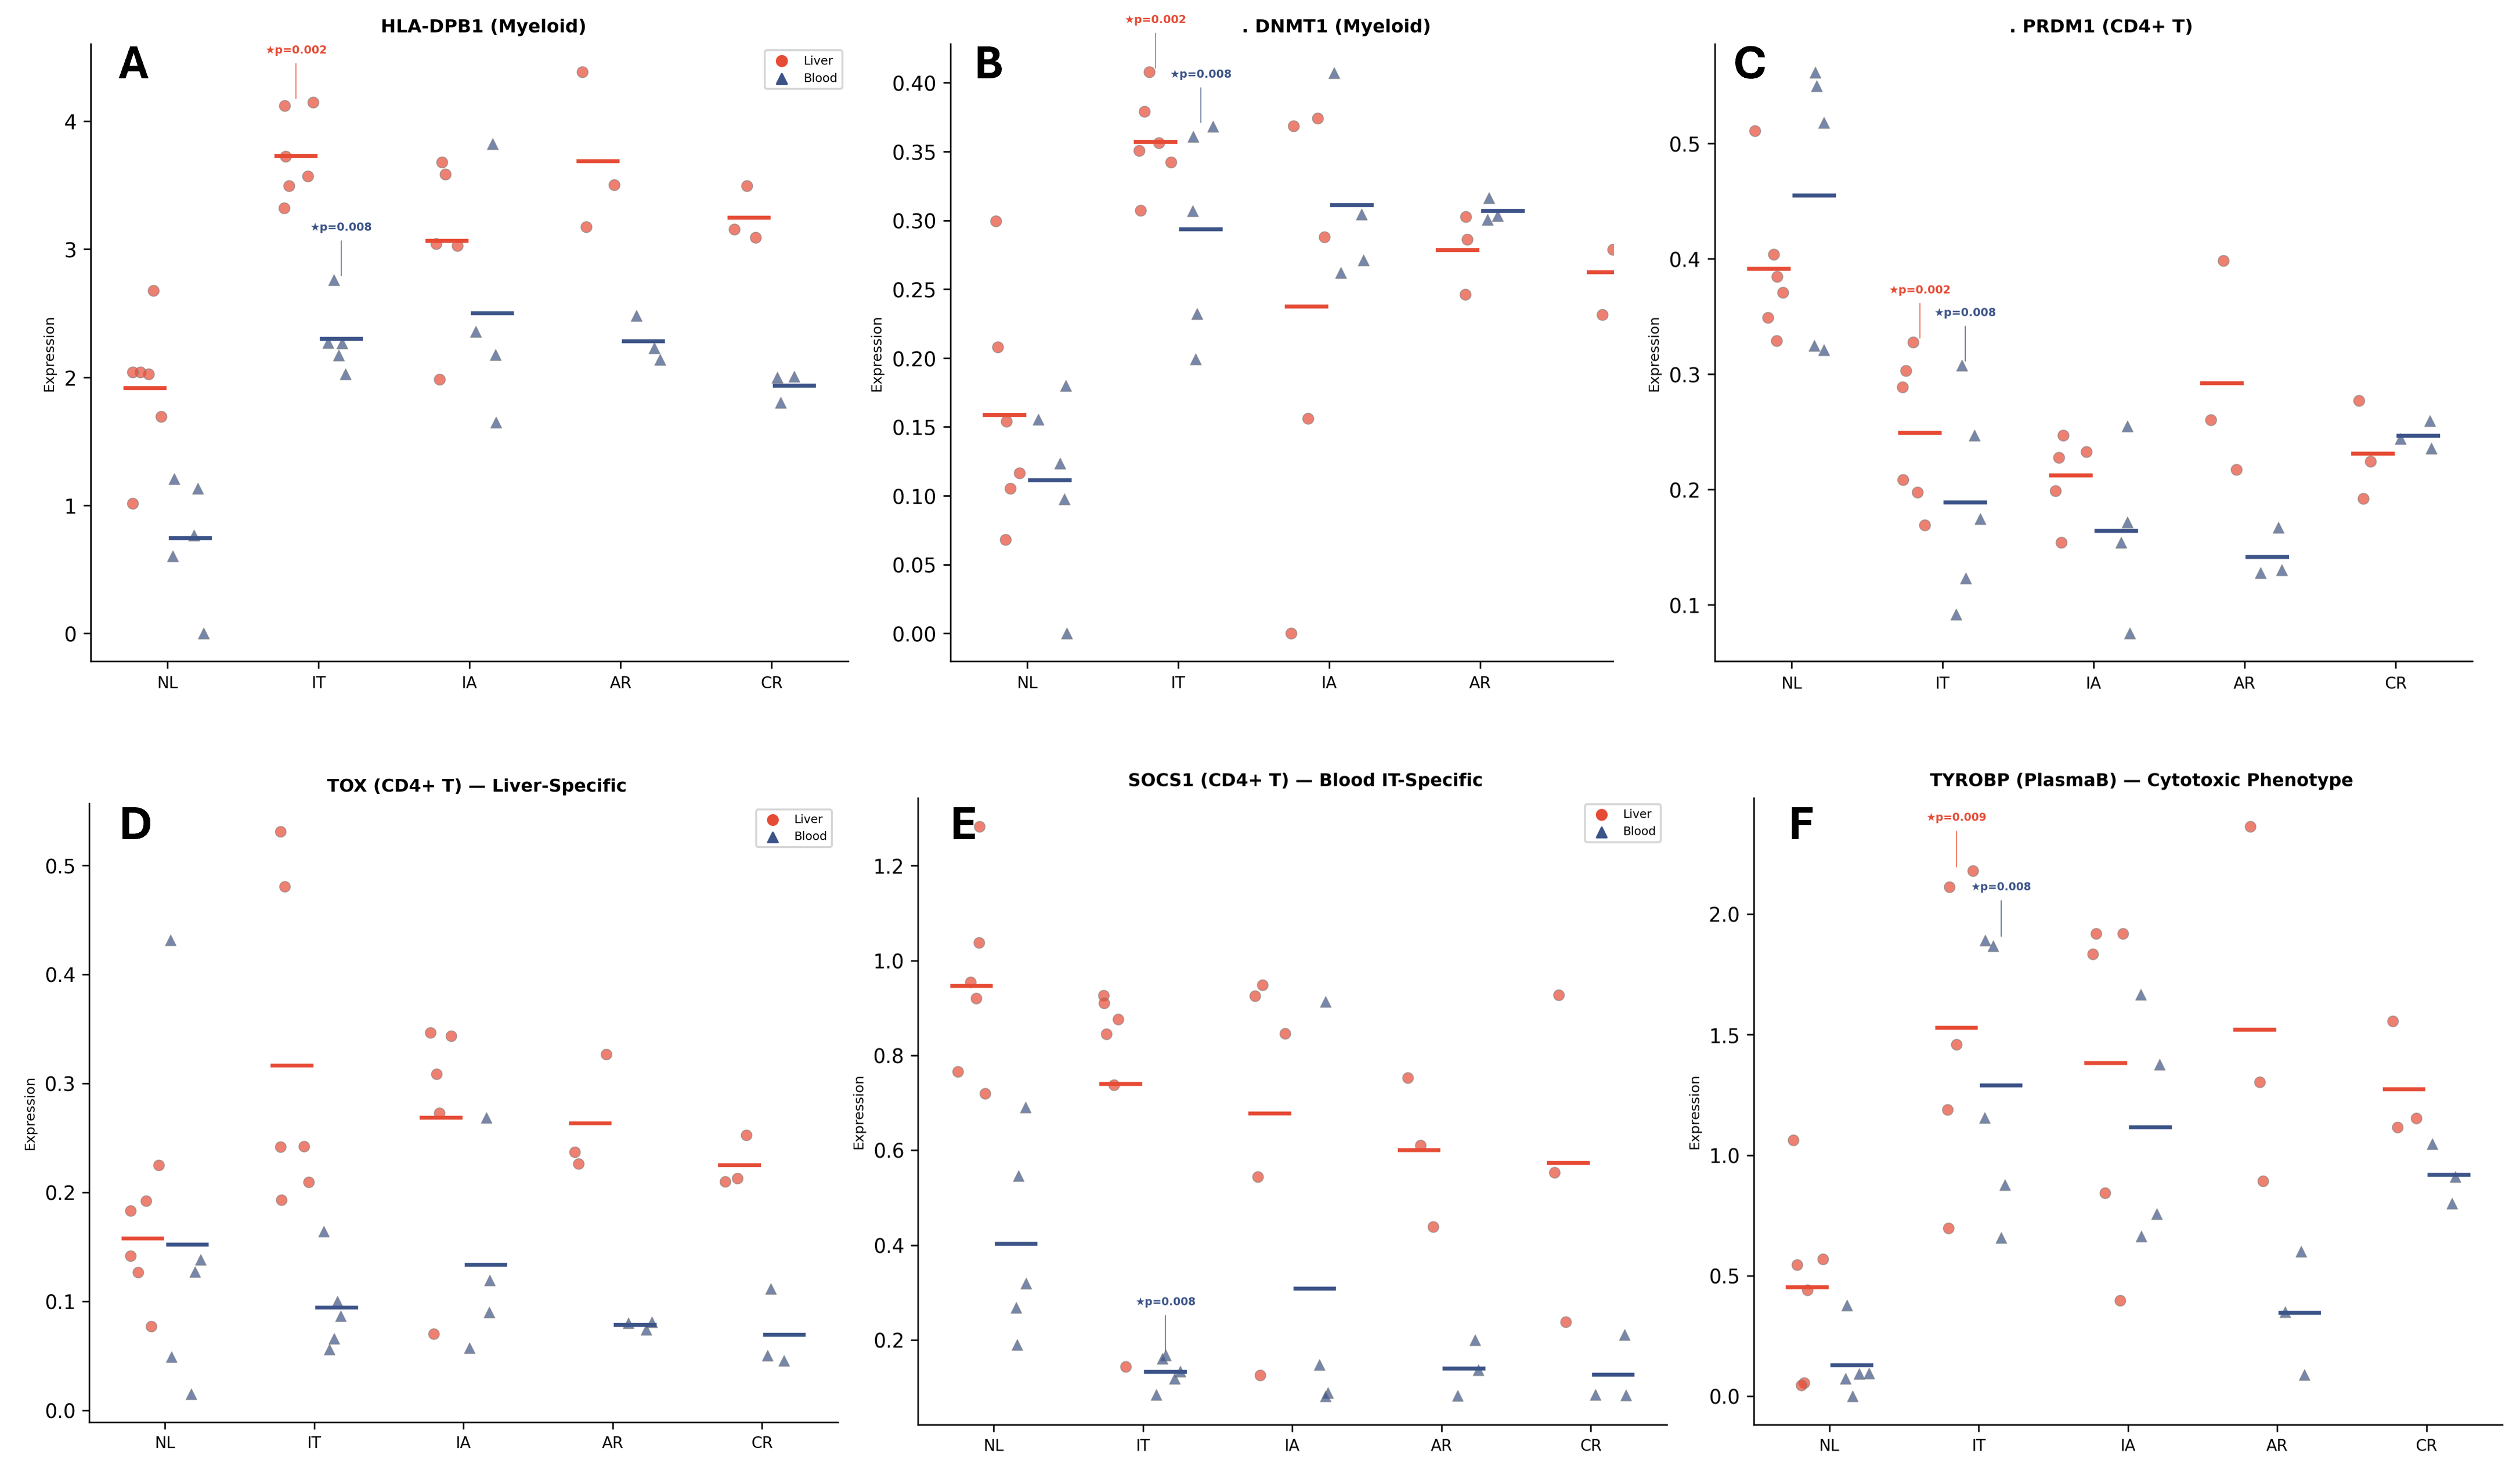 A
HLA-DPB1 (Myeloid)
★p=0.002
★p=0.008
Liver
Blood
Expression
4
3
2
1
0
NL
IT
IA
AR
CR
B
. DNMT1 (Myeloid)
★p=0.002
★p=0.008
Expression
0.40
0.35
0.30
0.25
0.20
0.15
0.10
0.05
0.00
NL
IT
IA
AR
C
. PRDM1 (CD4+ T)
★p=0.002
★p=0.008
Expression
0.5
0.4
0.3
0.2
0.1
NL
IT
IA
AR
CR
D
TOX (CD4+ T) — Liver-Specific
Liver
Blood
Expression
0.5
0.4
0.3
0.2
0.1
0.0
NL
IT
IA
AR
CR
E
SOCS1 (CD4+ T) — Blood IT-Specific
★p=0.008
Liver
Blood
Expression
1.2
1.0
0.8
0.6
0.4
0.2
NL
IT
IA
AR
CR
F
TYROBP (PlasmaB) — Cytotoxic Phenotype
★p=0.009
★p=0.008
Expression
2.0
1.5
1.0
0.5
0.0
NL
IT
IA
AR
CR